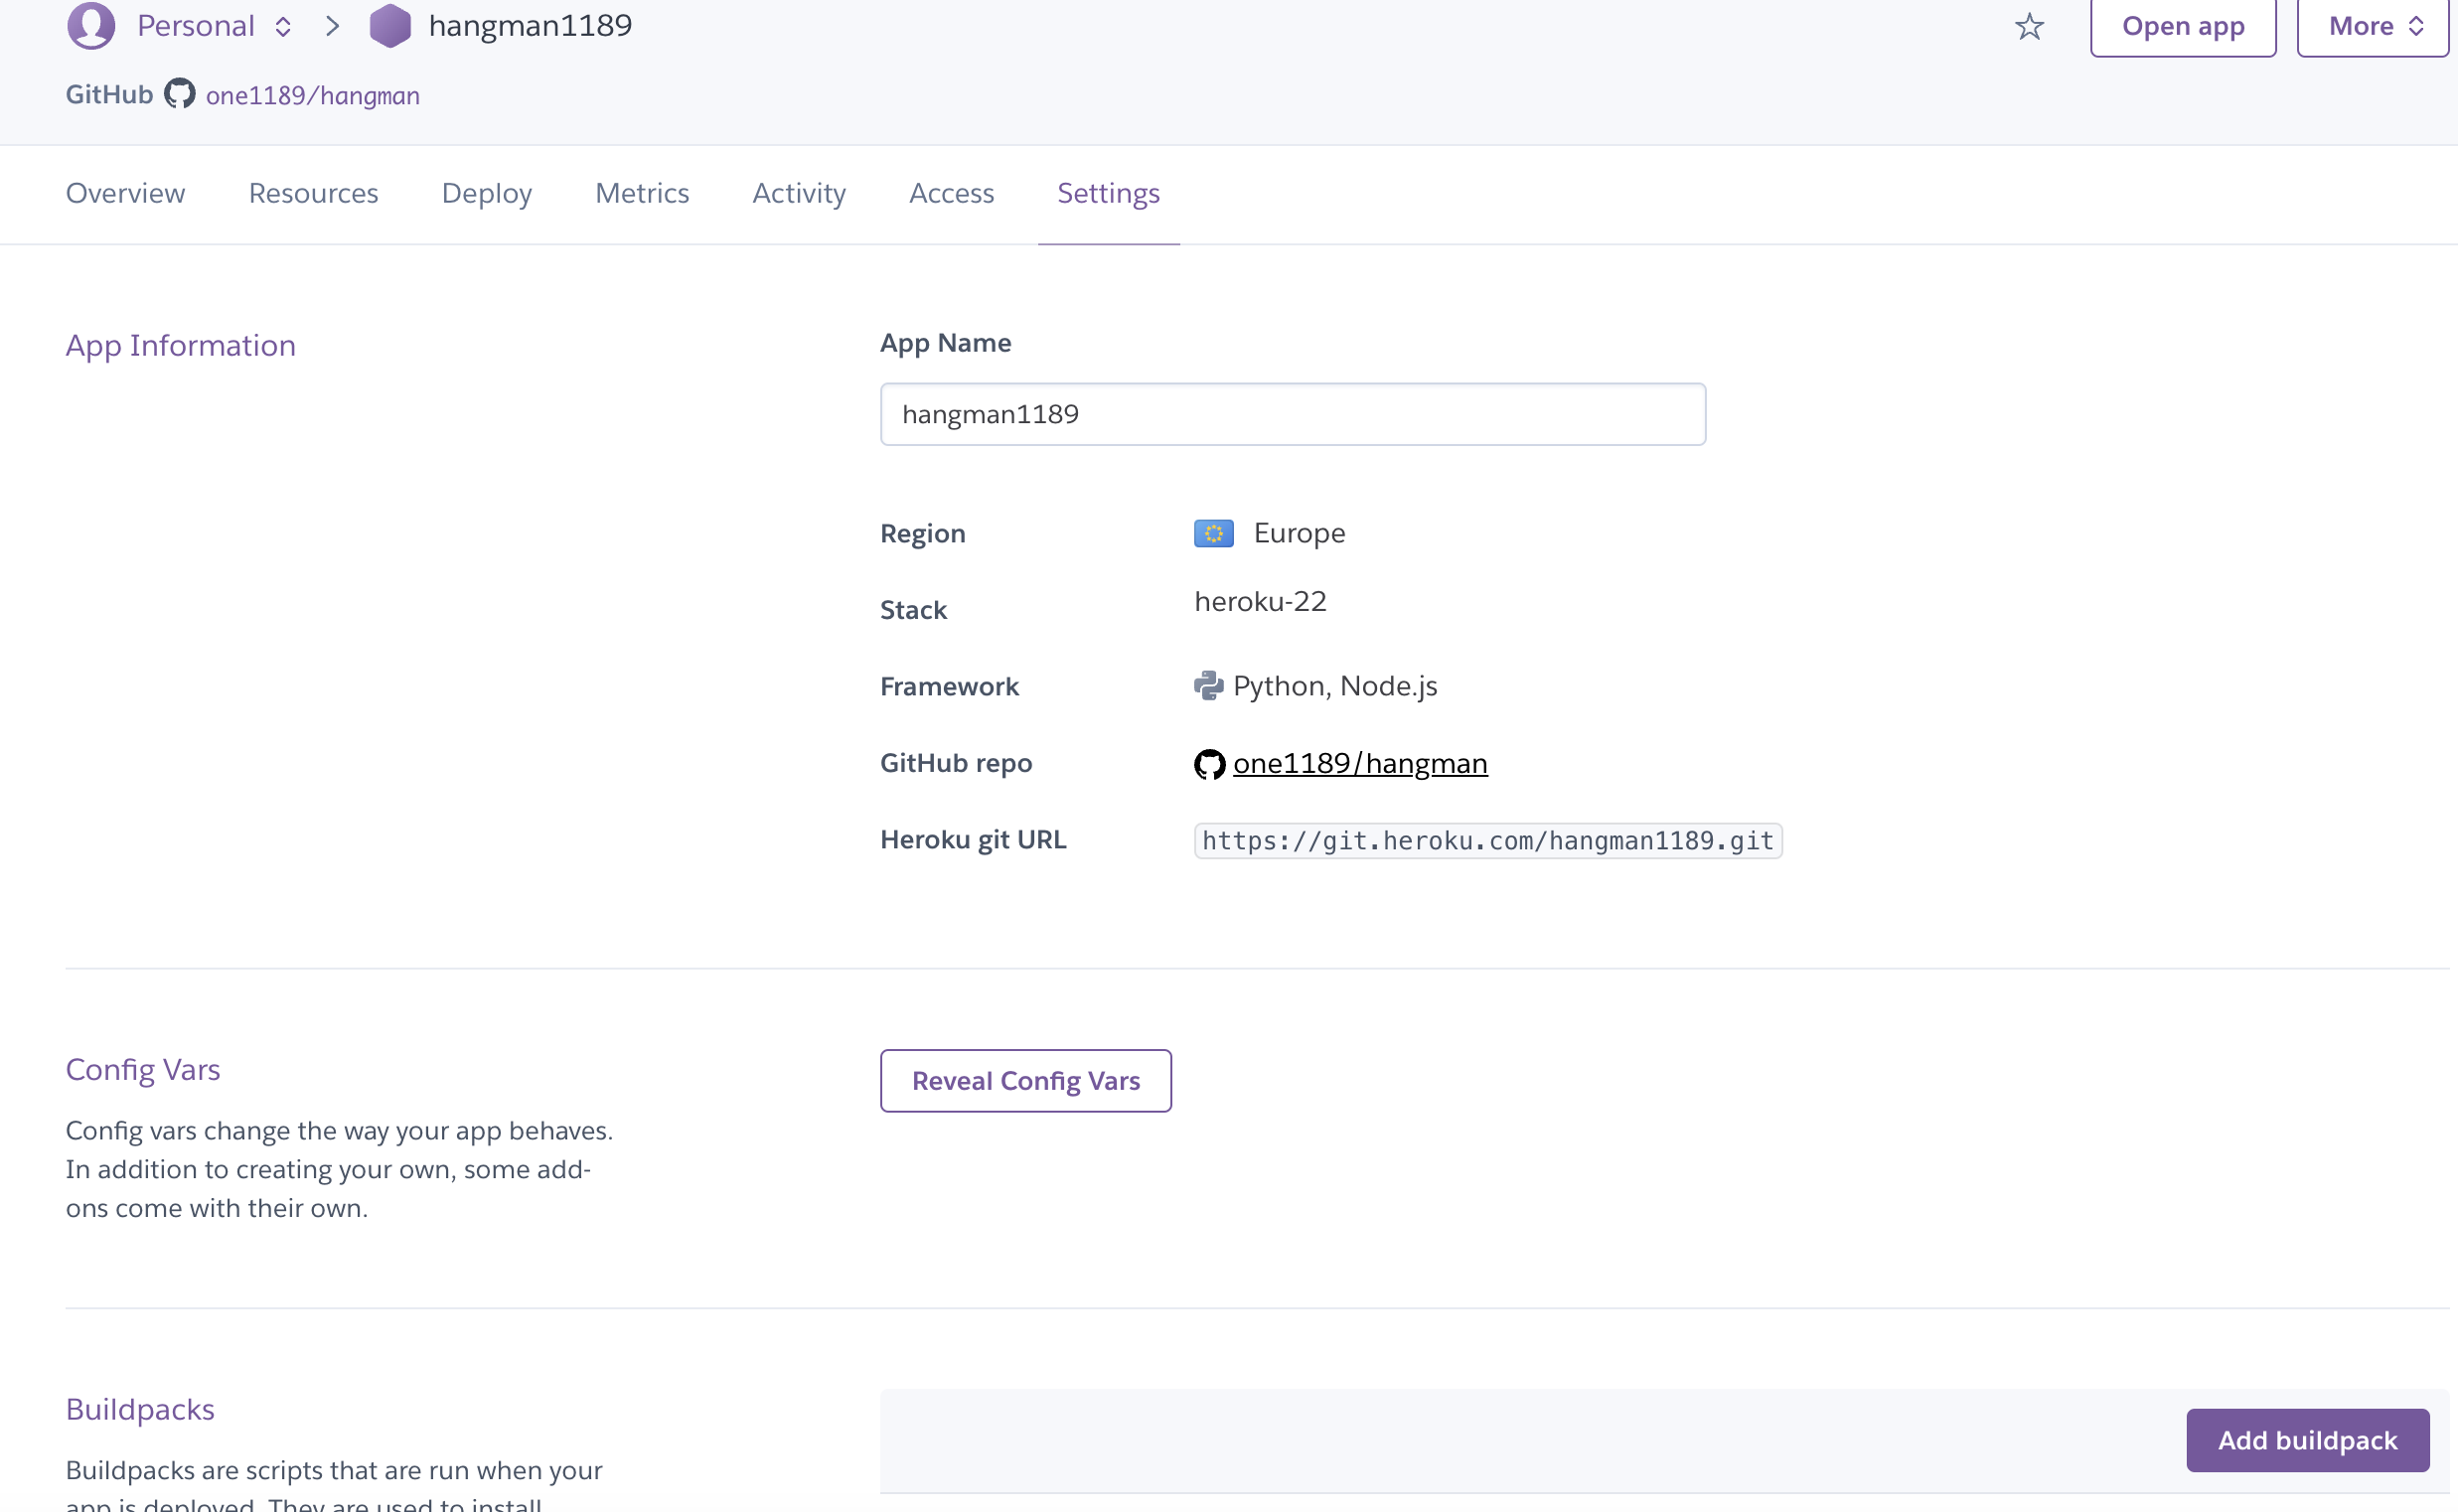 Personal
hangman1189
Open app
More
GitHub one1189/hangman
Overview Resources Deploy Metrics Activity Access Settings
App Information
App Name
hangman1189
Region Europe
Stack heroku-22
Framework Python, Node.js
GitHub repo one1189/hangman
Heroku git URL https://git.heroku.com/hangman1189.git
Config Vars
Reveal Config Vars
Config vars change the way your app behaves.
In addition to creating your own, some add-
ons come with their own.
Buildpacks
Add buildpack
Buildpacks are scripts that are run when your
app is deployed. They are used to install